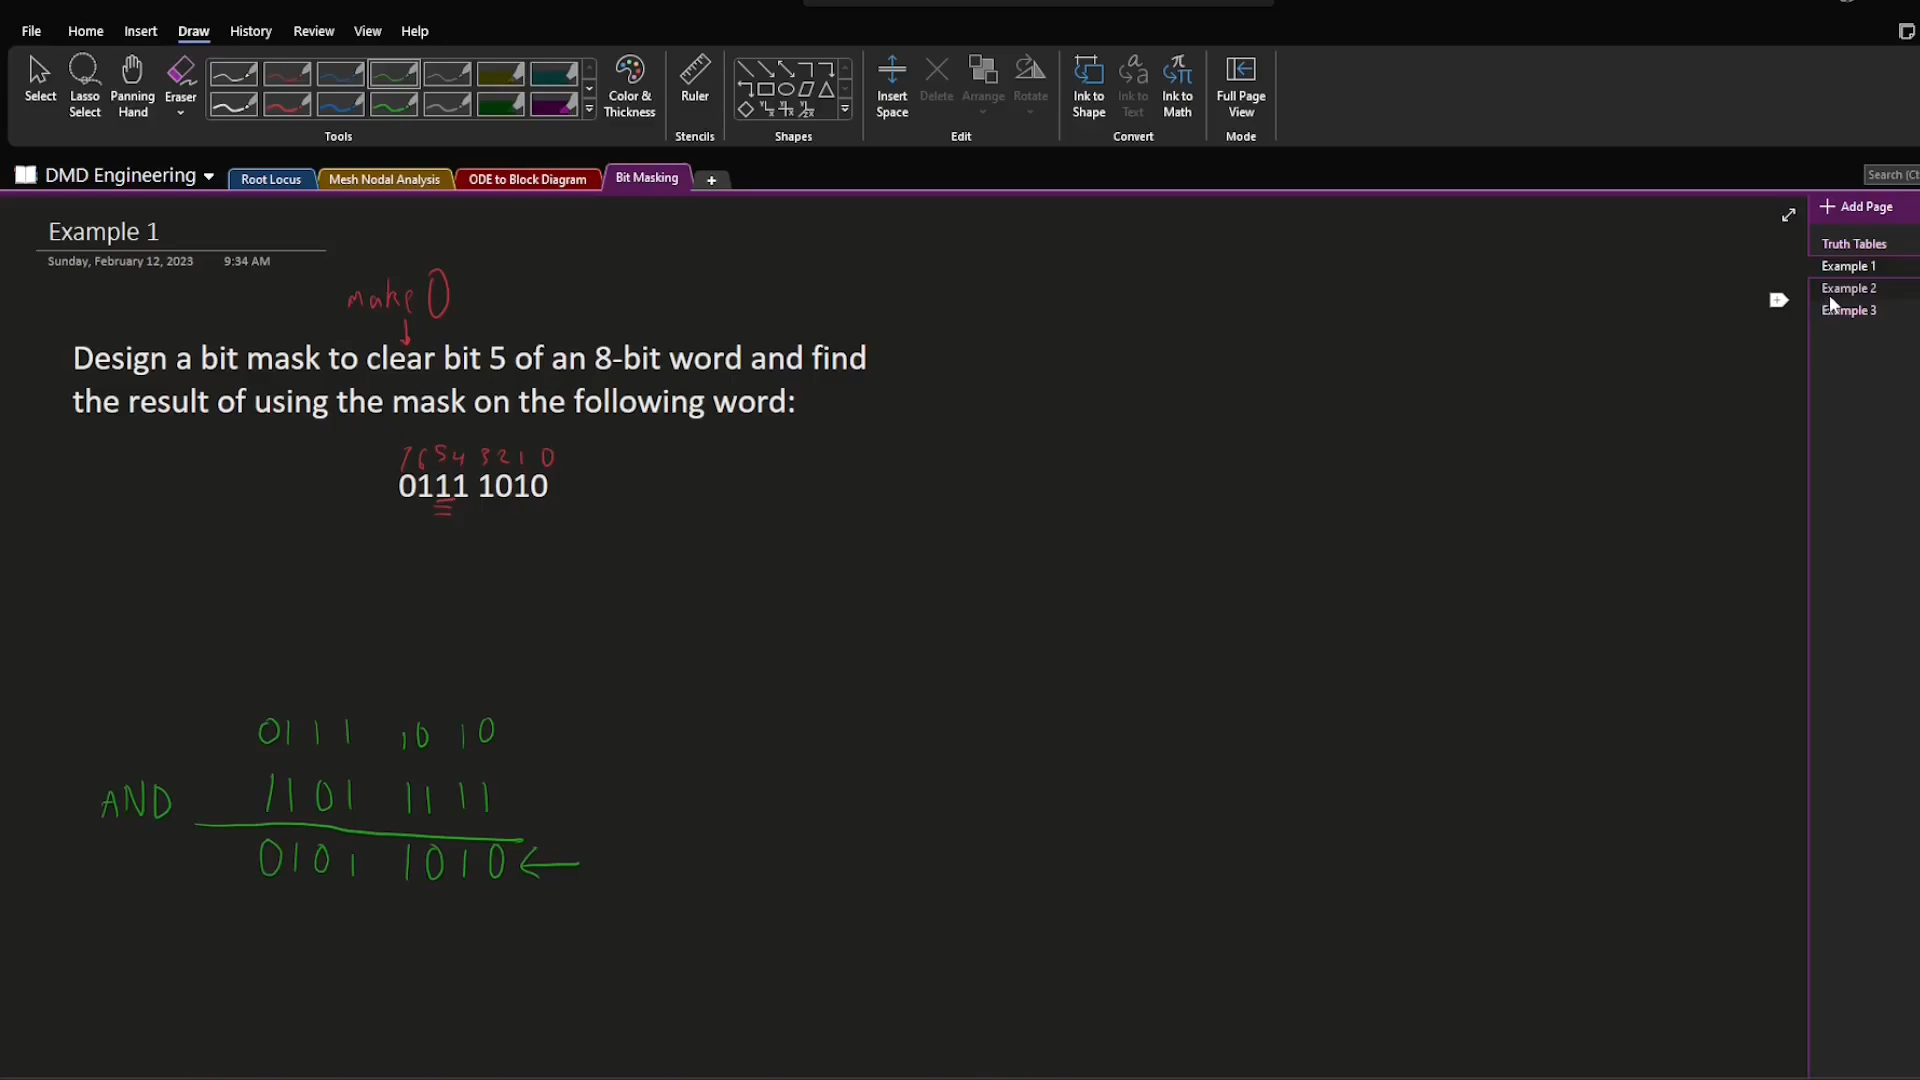 File Home Insert Draw History Review View Help
Select Lasso Select Panning Hand Eraser Color & Thickness Ruler Insert Space Delete Arrange Rotate Ink to Shape Ink to Text Ink to Math Full Page View
Tools Stencils Shapes Edit Convert Mode
DMD Engineering Root Locus Mesh Nodal Analysis ODE to Block Diagram Bit Masking + Search (Ct
Add Page
Truth Tables
Example 1
Example 2
Example 3
Example 1
Sunday, February 12, 2023 9:34 AM
make 0
Design a bit mask to clear bit 5 of an 8-bit word and find
the result of using the mask on the following word:
7 6 5 4 3 2 1 0
0111 1010
0111 1010
AND 1101 1111
0101 1010